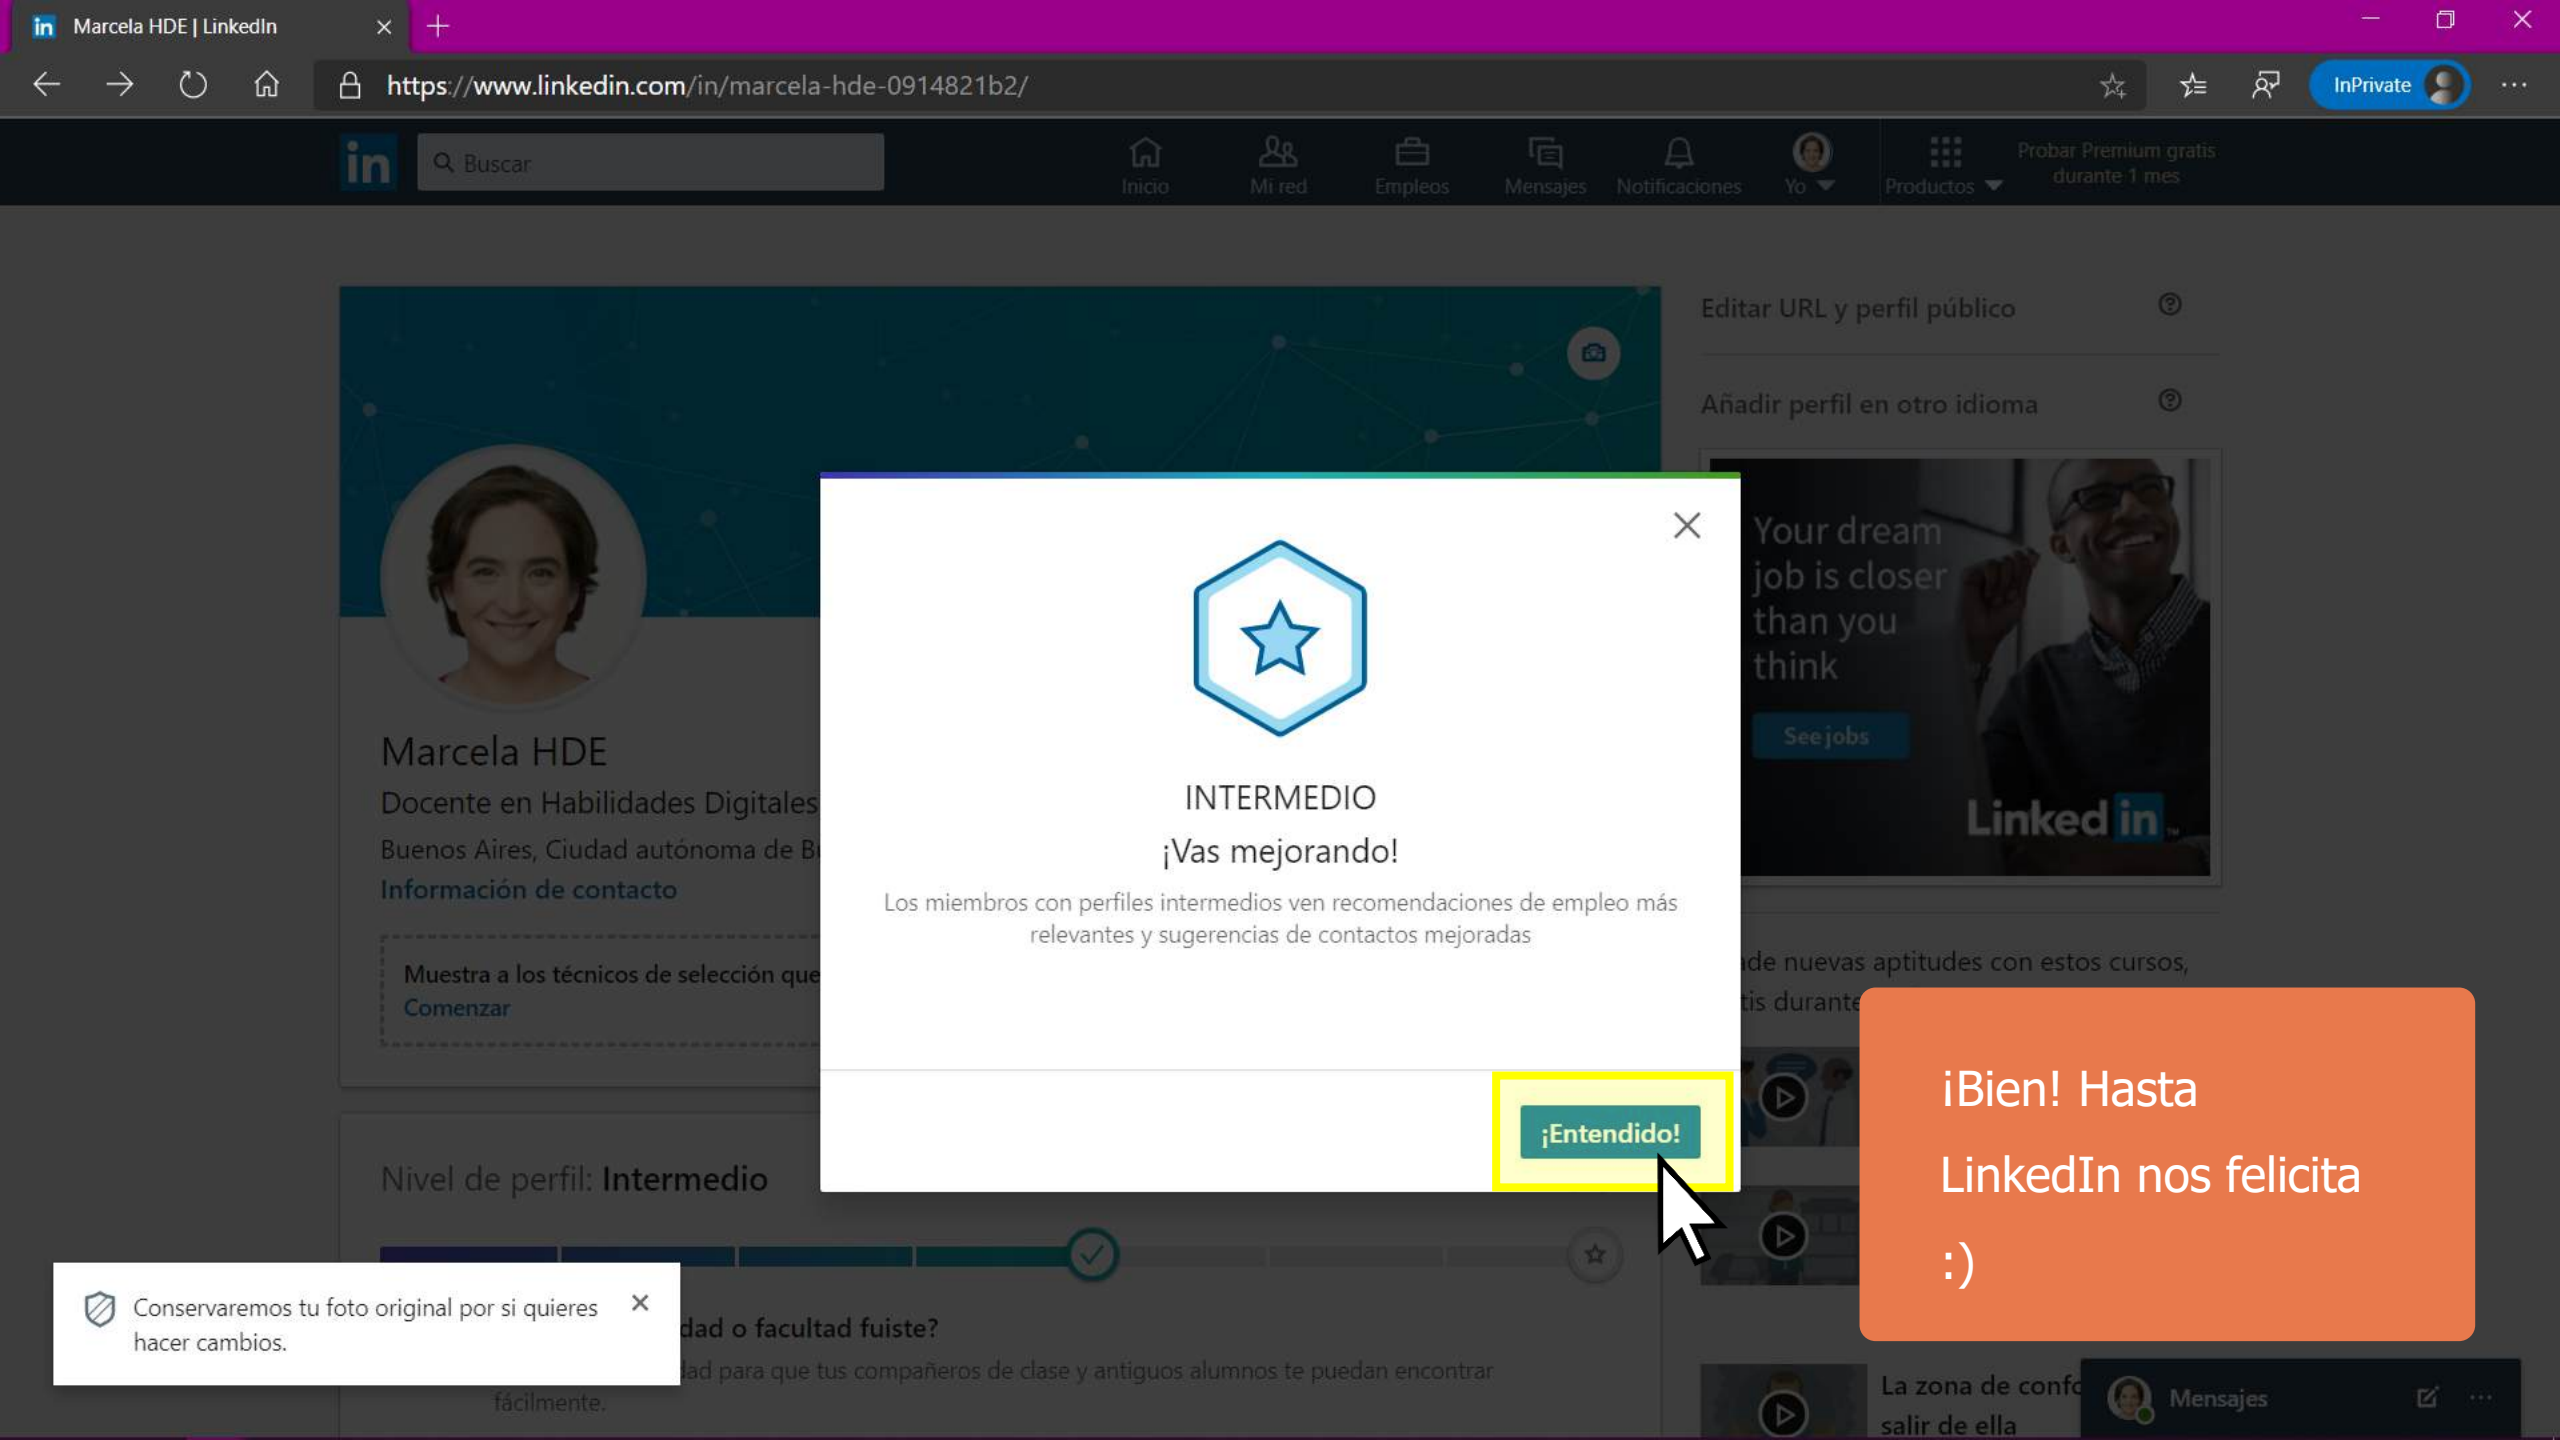 Marcela HDE | LinkedIn
https://www.linkedin.com/in/marcela-hde-0914821b2/
InPrivate
in
Buscar
Inicio
Mi red
Empleos
Mensajes
Notificaciones
Yo
Productos
Probar Premium gratis
durante 1 mes
Editar URL y perfil público
Añadir perfil en otro idioma
Your dream
job is closer
than you
think
See jobs
Linked in
Marcela HDE
Docente en Habilidades Digitales
Buenos Aires, Ciudad autónoma de
Información de contacto
Muestra a los técnicos de selección que
Comenzar
INTERMEDIO
¡Vas mejorando!
Los miembros con perfiles intermedios ven recomendaciones de empleo más
relevantes y sugerencias de contactos mejoradas
¡Entendido!
nuevas aptitudes con estos cursos,
durante
¡Bien! Hasta
LinkedIn nos felicita
:)
Nivel de perfil: Intermedio
Conservaremos tu foto original por si quieres
hacer cambios.
o facultad fuiste?
para que tus compañeros de clase y antiguos alumnos te puedan encontrar
fácilmente.
La zona de
salir de ella
Mensajes